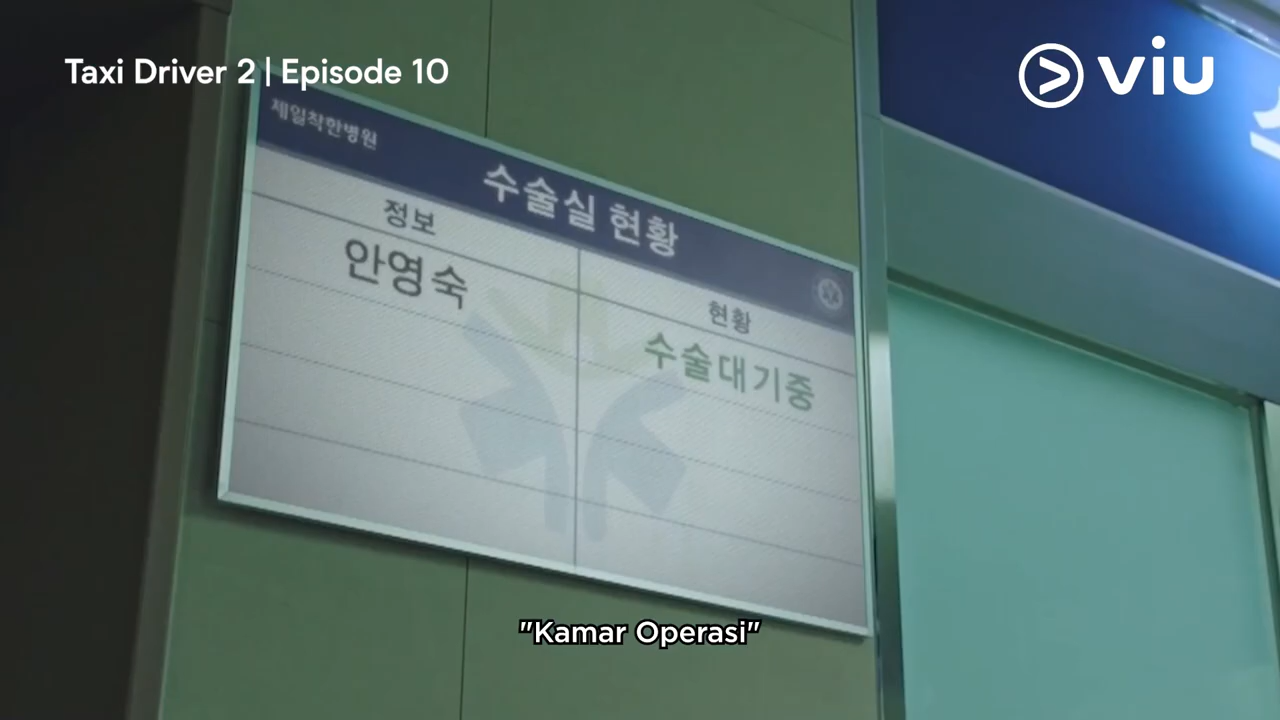 Taxi Driver 2 | Episode 10
viu
제일착한병원
수술실 현황
정보
현황
안영숙
수술대기중
"Kamar Operasi"